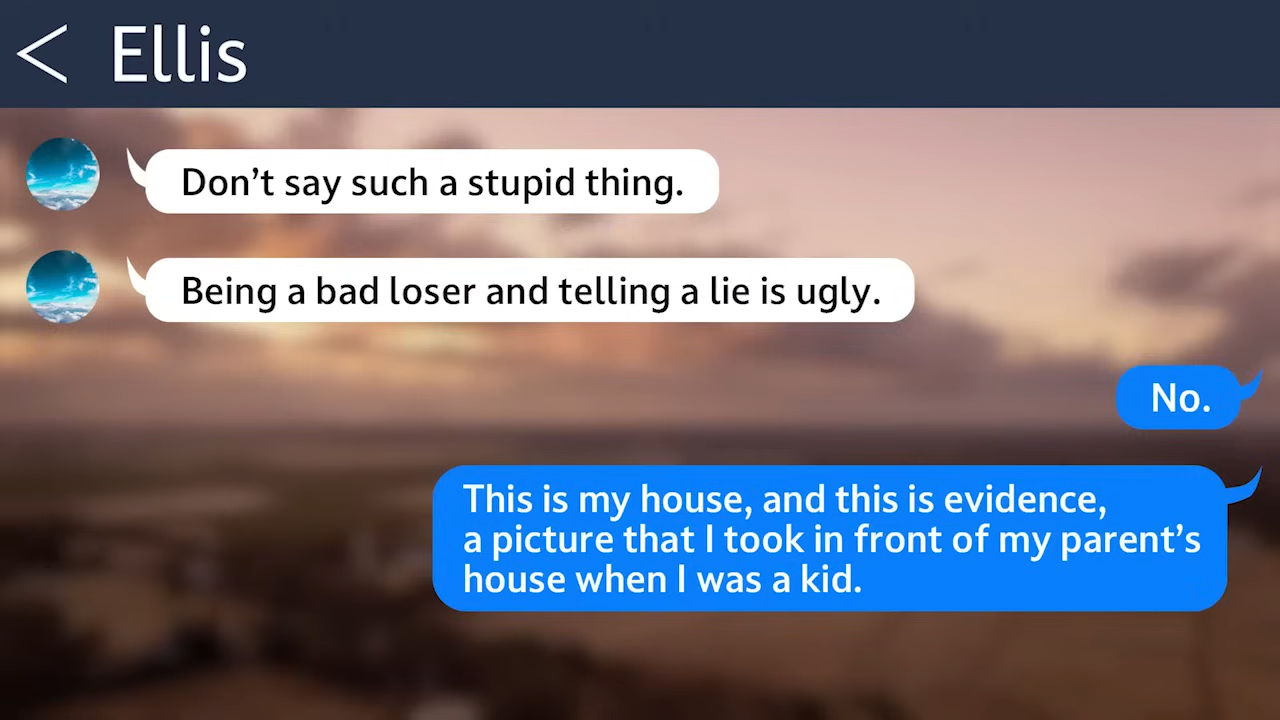 Ellis
Don’t say such a stupid thing.
Being a bad loser and telling a lie is ugly.
No.
This is my house, and this is evidence,
a picture that I took in front of my parent’s
house when I was a kid.